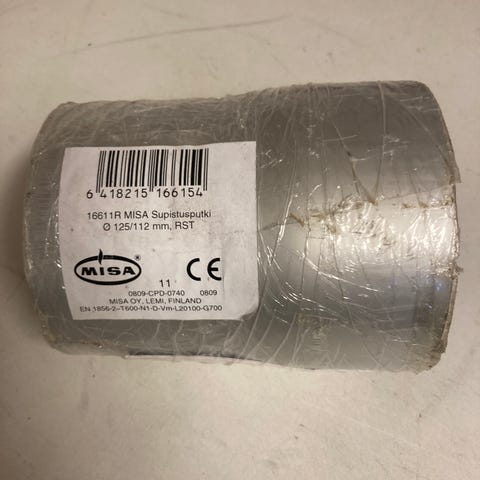 6 418215 166154
16611R MISA Supistusputki
Ø 125/112 mm, RST
MISA
11
CE
0809-CPD-0740 0809
MISA OY, LEMI, FINLAND
EN 1856-2-T600-N1-D-Vm-L20100-G700